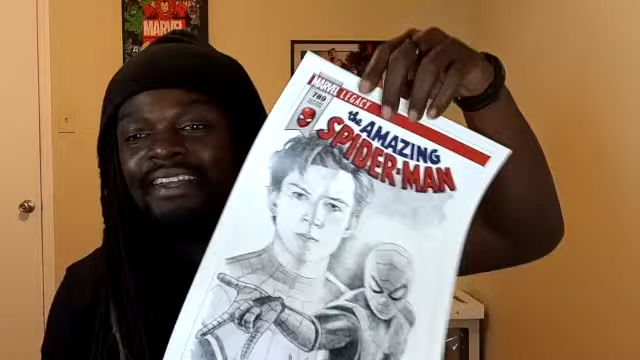 MARVEL
MARVEL LEGACY
789
the AMAZING
SPIDER-MAN